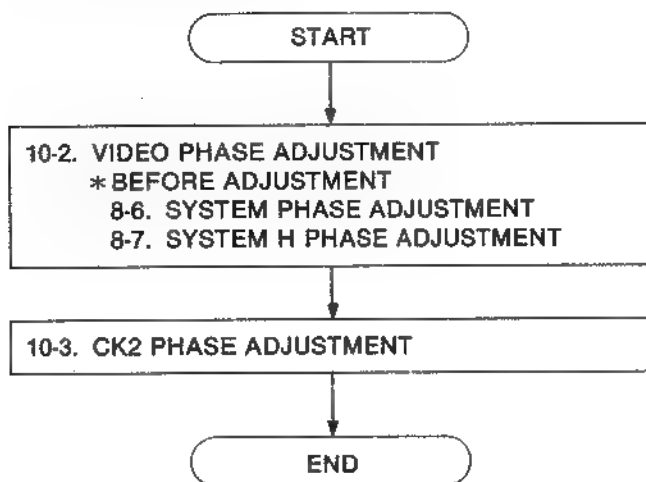 START
10-2. VIDEO PHASE ADJUSTMENT
* BEFORE ADJUSTMENT
8-6. SYSTEM PHASE ADJUSTMENT
8-7. SYSTEM H PHASE ADJUSTMENT
10-3. CK2 PHASE ADJUSTMENT
END